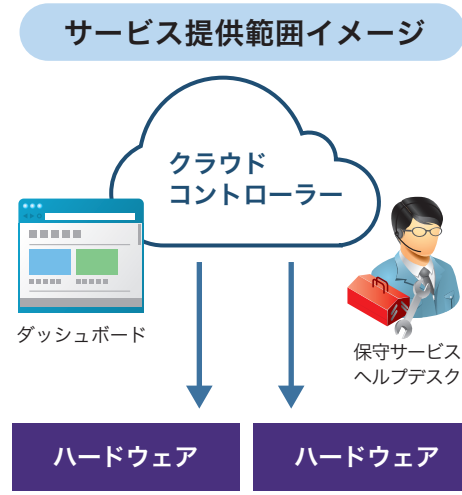 サービス提供範囲イメージ
クラウド
コントローラー
ダッシュボード
保守サービス
ヘルプデスク
ハードウェア
ハードウェア